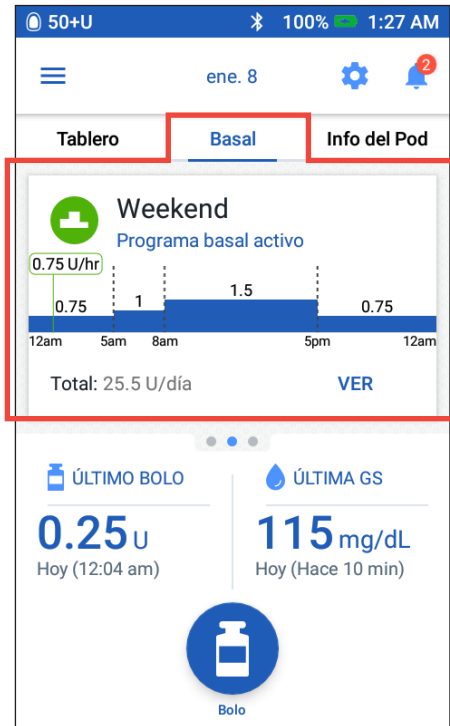 50+U 100% 1:27 AM
ene. 8 2
Tablero Basal Info del Pod
Weekend
Programa basal activo
0.75 U/hr
0.75 1 1.5 0.75
12am 5am 8am 5pm 12am
Total: 25.5 U/día VER
ÚLTIMO BOLO ÚLTIMA GS
0.25 U 115 mg/dL
Hoy (12:04 am) Hoy (Hace 10 min)
Bolo